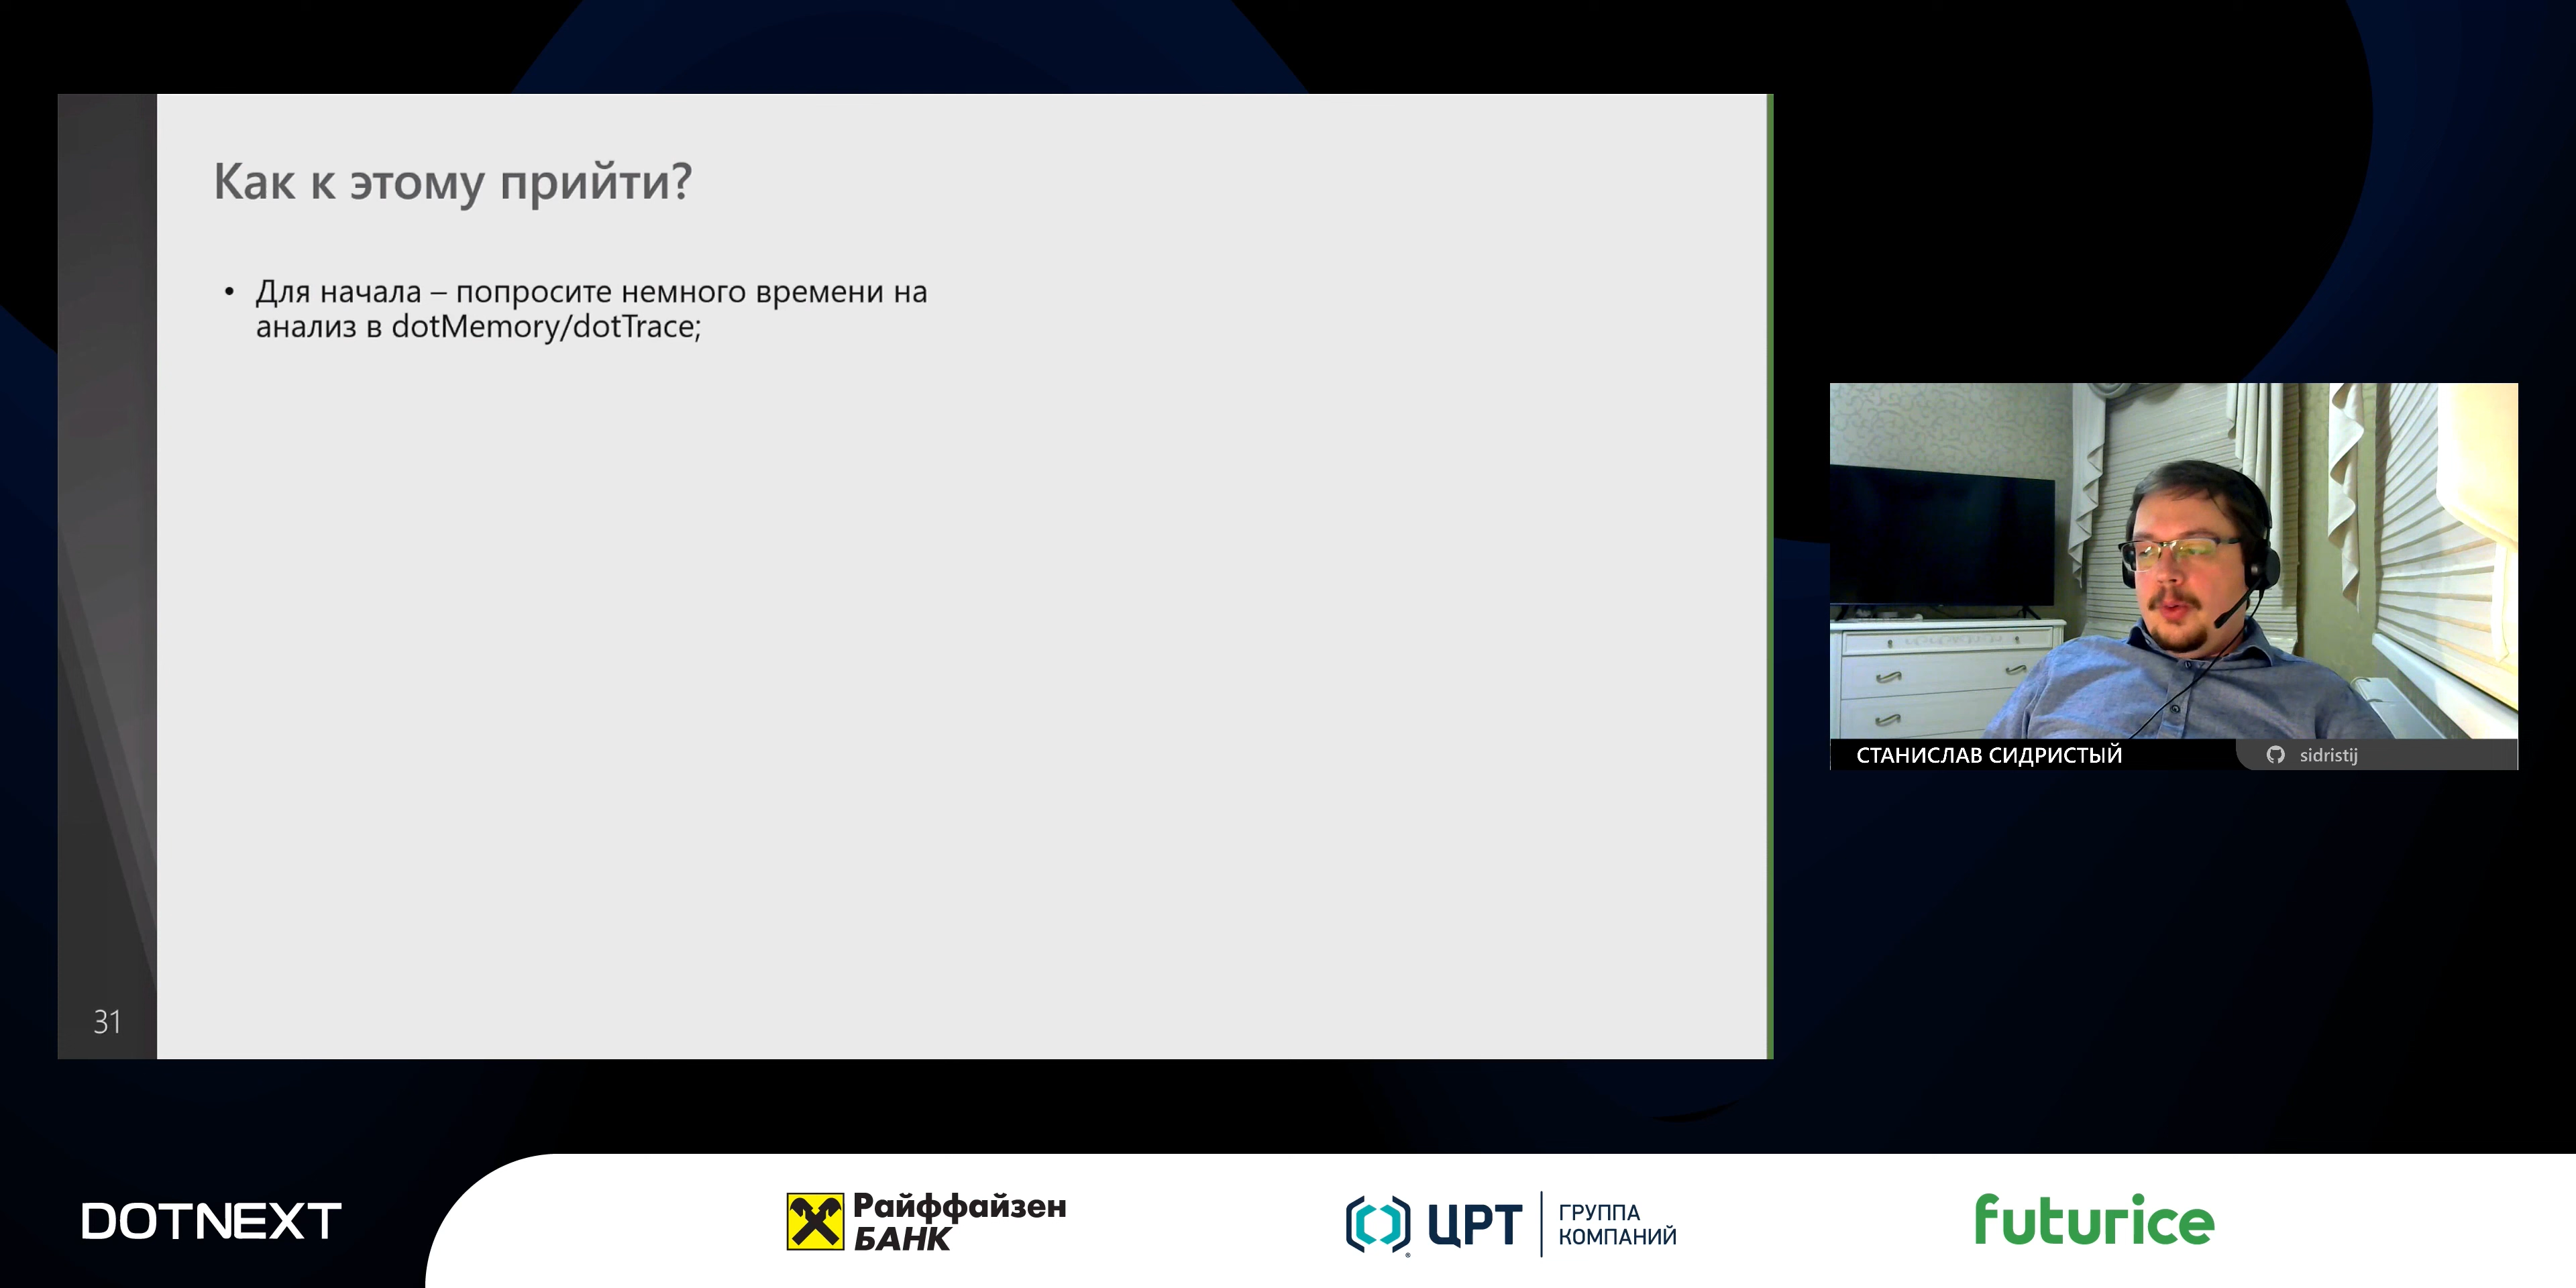 Как к этому прийти?
• Для начала – попросите немного времени на
анализ в dotMemory/dotTrace;
31
СТАНИСЛАВ СИДРИСТЫЙ
sidristij
DOTNEXT
Райффайзен
БАНК
ЦРТ
ГРУППА
КОМПАНИЙ
futurice